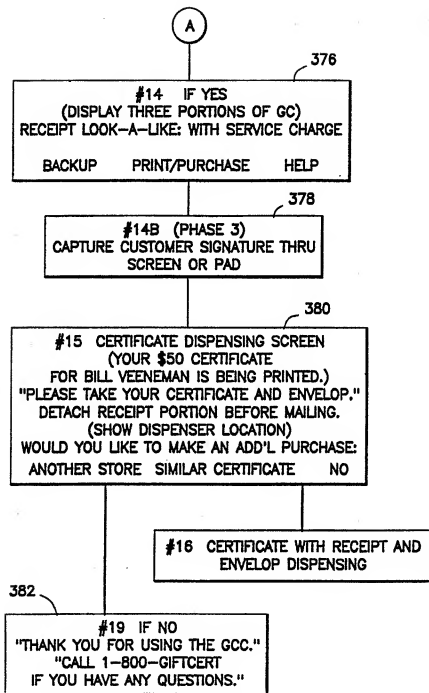 A
376
#14 IF YES
(DISPLAY THREE PORTIONS OF GC)
RECEIPT LOOK-A-LIKE: WITH SERVICE CHARGE
BACKUP PRINT/PURCHASE HELP
378
#14B (PHASE 3)
CAPTURE CUSTOMER SIGNATURE THRU
SCREEN OR PAD
380
#15 CERTIFICATE DISPENSING SCREEN
(YOUR $50 CERTIFICATE
FOR BILL VEENEMAN IS BEING PRINTED.)
"PLEASE TAKE YOUR CERTIFICATE AND ENVELOP."
DETACH RECEIPT PORTION BEFORE MAILING.
(SHOW DISPENSER LOCATION)
WOULD YOU LIKE TO MAKE AN ADD'L PURCHASE:
ANOTHER STORE SIMILAR CERTIFICATE NO
#16 CERTIFICATE WITH RECEIPT AND
ENVELOP DISPENSING
382
#19 IF NO
"THANK YOU FOR USING THE GCC."
"CALL 1-800-GIFTCERT
IF YOU HAVE ANY QUESTIONS."